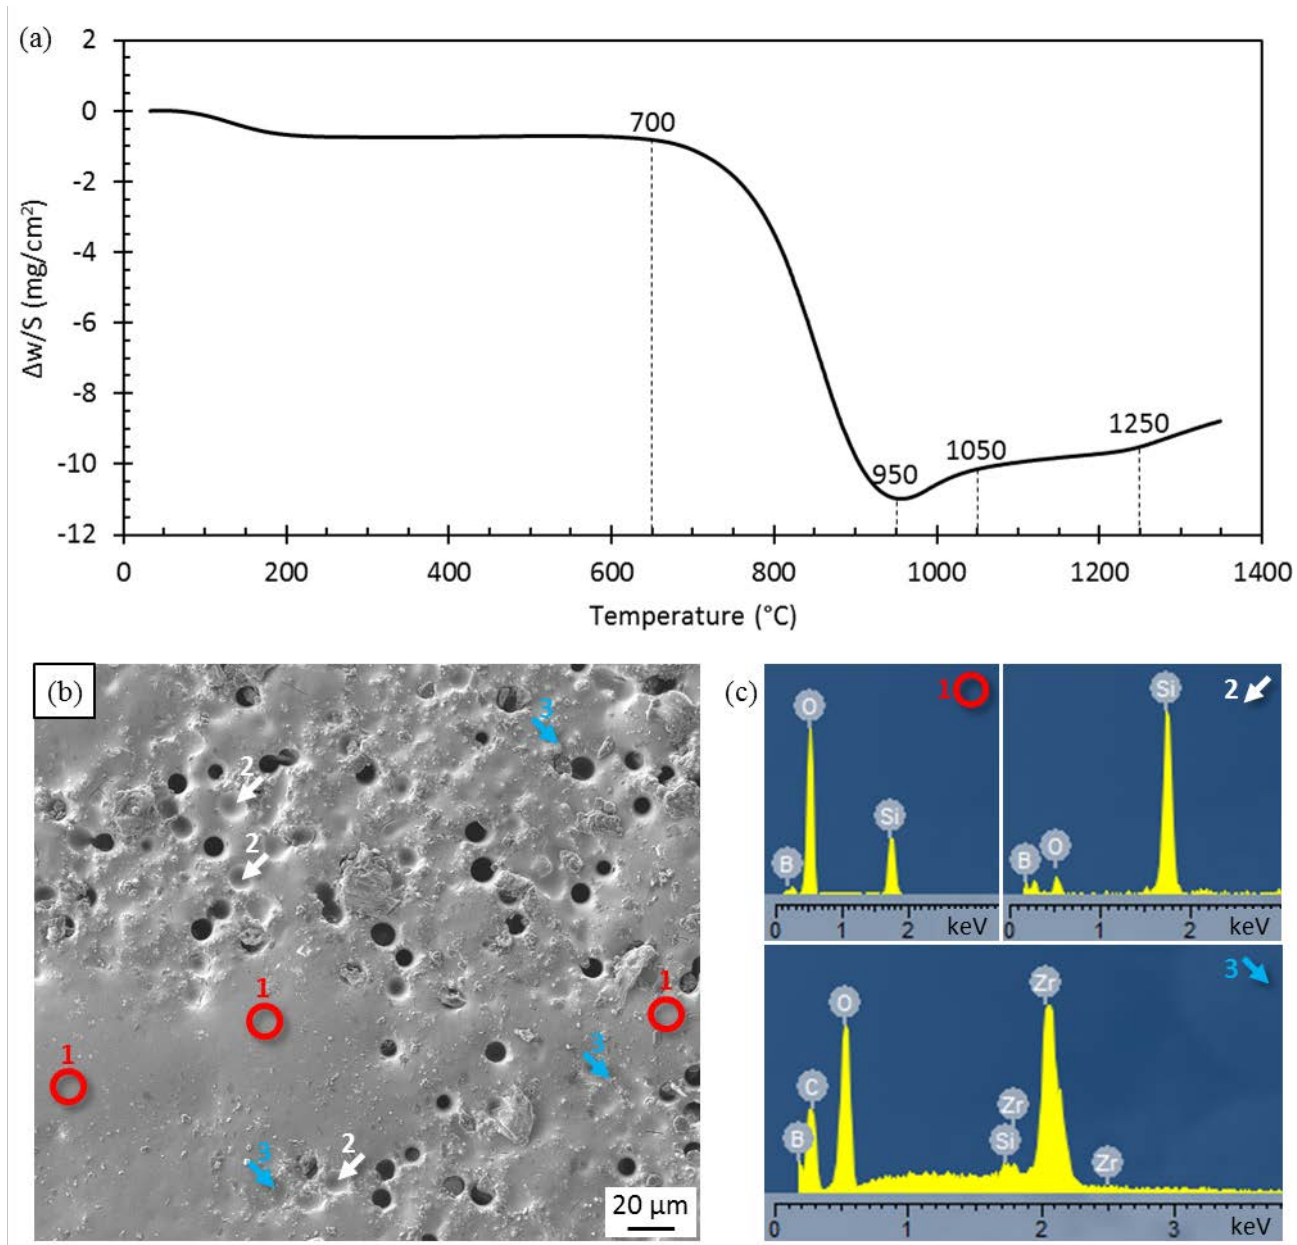 (a)
2
0
-2
-4
-6
-8
-10
-12
Δw/S (mg/cm²)
700
950
1050
1250
0 200 400 600 800 1000 1200 1400
Temperature (°C)
(b)
3
2
2
1
1
3
1
2
3
20 µm
(c)
1
O
Si
B
0 1 2 keV
2
Si
B O
0 1 2 keV
3
Zr
O
C
Zr
B Si
Zr
0 1 2 3 keV